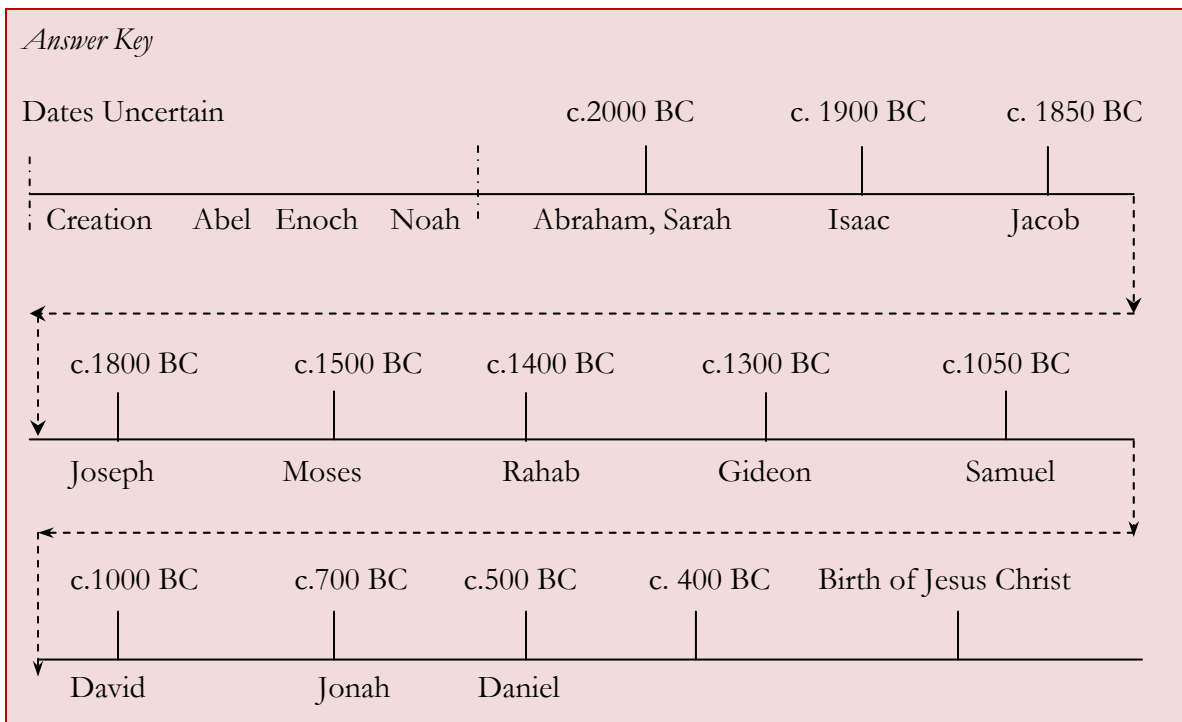 Answer Key
Dates Uncertain c.2000 BC c. 1900 BC c. 1850 BC
Creation Abel Enoch Noah Abraham, Sarah Isaac Jacob
c.1800 BC c.1500 BC c.1400 BC c.1300 BC c.1050 BC
Joseph Moses Rahab Gideon Samuel
c.1000 BC c.700 BC c.500 BC c. 400 BC Birth of Jesus Christ
David Jonah Daniel